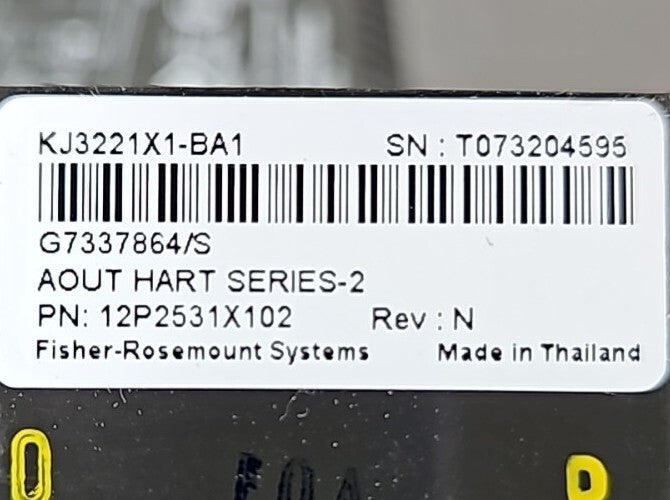 KJ3221X1-BA1 SN : T073204595
G7337864/S
AOUT HART SERIES-2
PN: 12P2531X102 Rev : N
Fisher-Rosemount Systems Made in Thailand